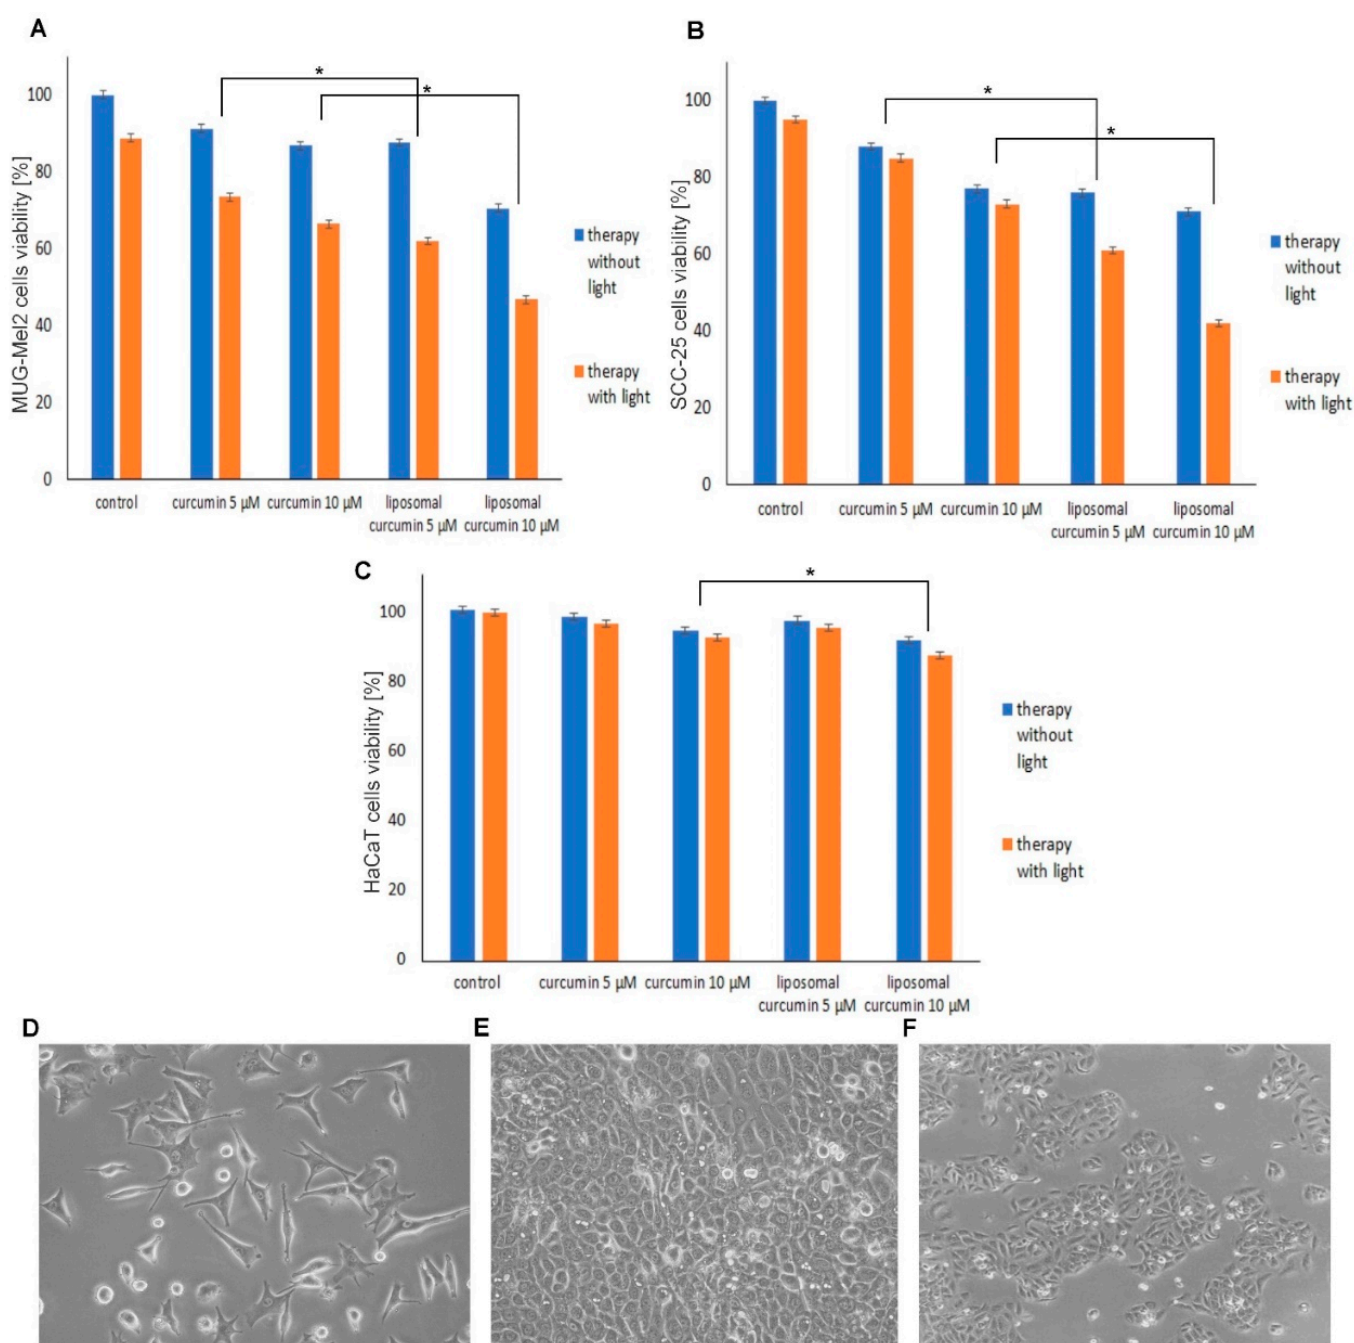 A
MUG-Mel2 cells viability [%]
100
80
60
40
20
0
*
*
control
curcumin 5 µM
curcumin 10 µM
liposomal
curcumin 5 µM
liposomal
curcumin 10 µM
therapy
without
light
therapy
with light
B
SCC-25 cells viability [%]
100
80
60
40
20
0
*
*
control
curcumin 5 µM
curcumin 10 µM
liposomal
curcumin 5 µM
liposomal
curcumin 10 µM
therapy
without
light
therapy
with light
C
HaCaT cells viability [%]
100
80
60
40
20
0
*
control
curcumin 5 µM
curcumin 10 µM
liposomal
curcumin 5 µM
liposomal
curcumin 10 µM
therapy
without
light
therapy
with light
D
E
F